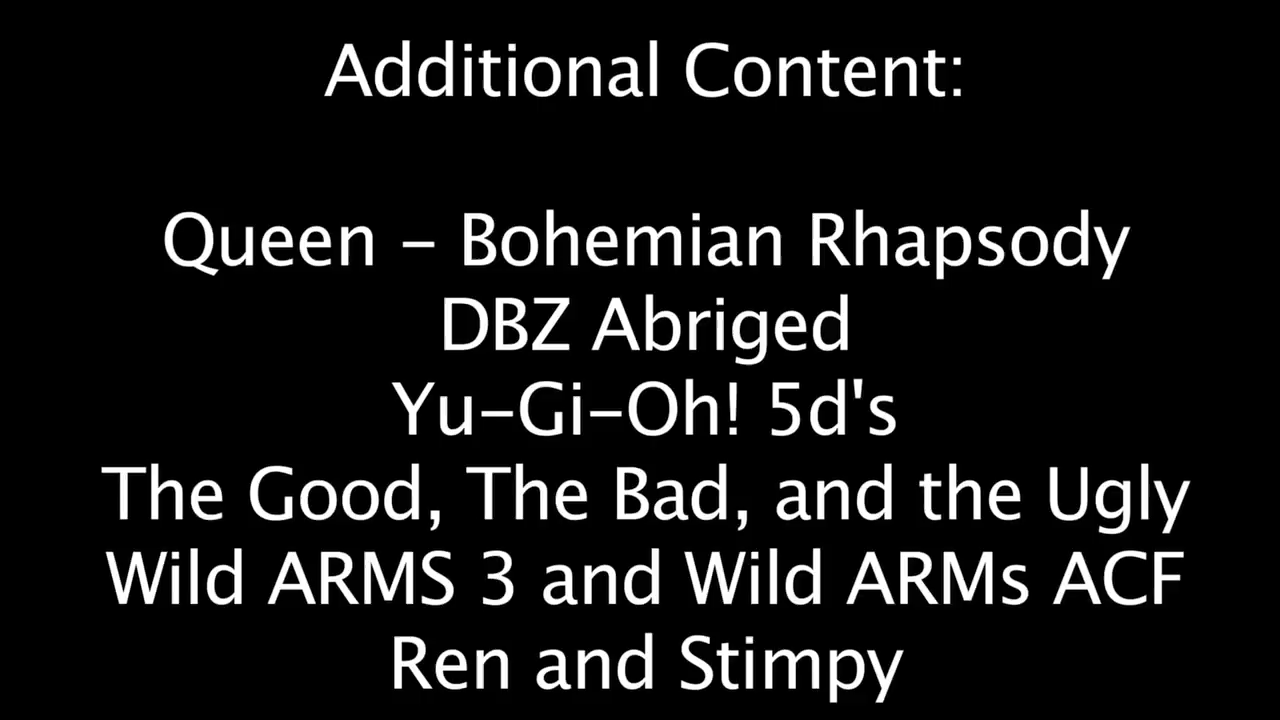 Additional Content:
Queen - Bohemian Rhapsody
DBZ Abriged
Yu-Gi-Oh! 5d's
The Good, The Bad, and the Ugly
Wild ARMS 3 and Wild ARMs ACF
Ren and Stimpy